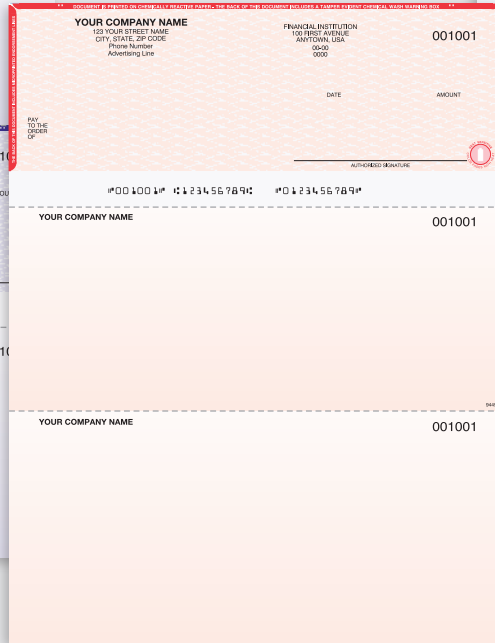 ** DOCUMENT IS PRINTED ON CHEMICALLY REACTIVE PAPER - THE BACK OF THIS DOCUMENT INCLUDES A TAMPER EVIDENT CHEMICAL WASH WARNING BOX **
YOUR COMPANY NAME
123 YOUR STREET NAME
CITY, STATE, ZIP CODE
Phone Number
Advertising Line
FINANCIAL INSTITUTION
100 FIRST AVENUE
ANYTOWN, USA
00-00
0000
001001
DATE
AMOUNT
PAY
TO THE
ORDER
OF
AUTHORIZED SIGNATURE
⑈001001⑈ ⑆123456789⑆ ⑈0123456789⑈
YOUR COMPANY NAME
001001
YOUR COMPANY NAME
001001